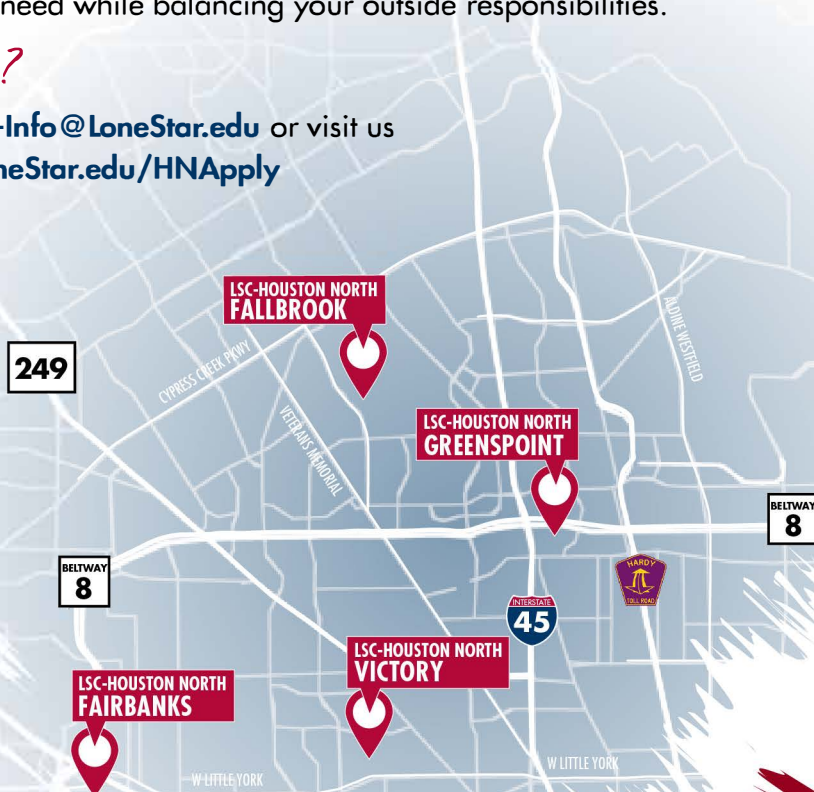 need while balancing your outside responsibilities.
?
-Info@LoneStar.edu or visit us
neStar.edu/HNApply
LSC-HOUSTON NORTH
FALLBROOK
249
CYPRESS CREEK PKWY
ALDINE WESTFIELD
VETERANS MEMORIAL
LSC-HOUSTON NORTH
GREENSPOINT
BELTWAY
8
BELTWAY
8
HARDY
TOLL ROAD
INTERSTATE
45
LSC-HOUSTON NORTH
VICTORY
LSC-HOUSTON NORTH
FAIRBANKS
W LITTLE YORK
W LITTLE YORK